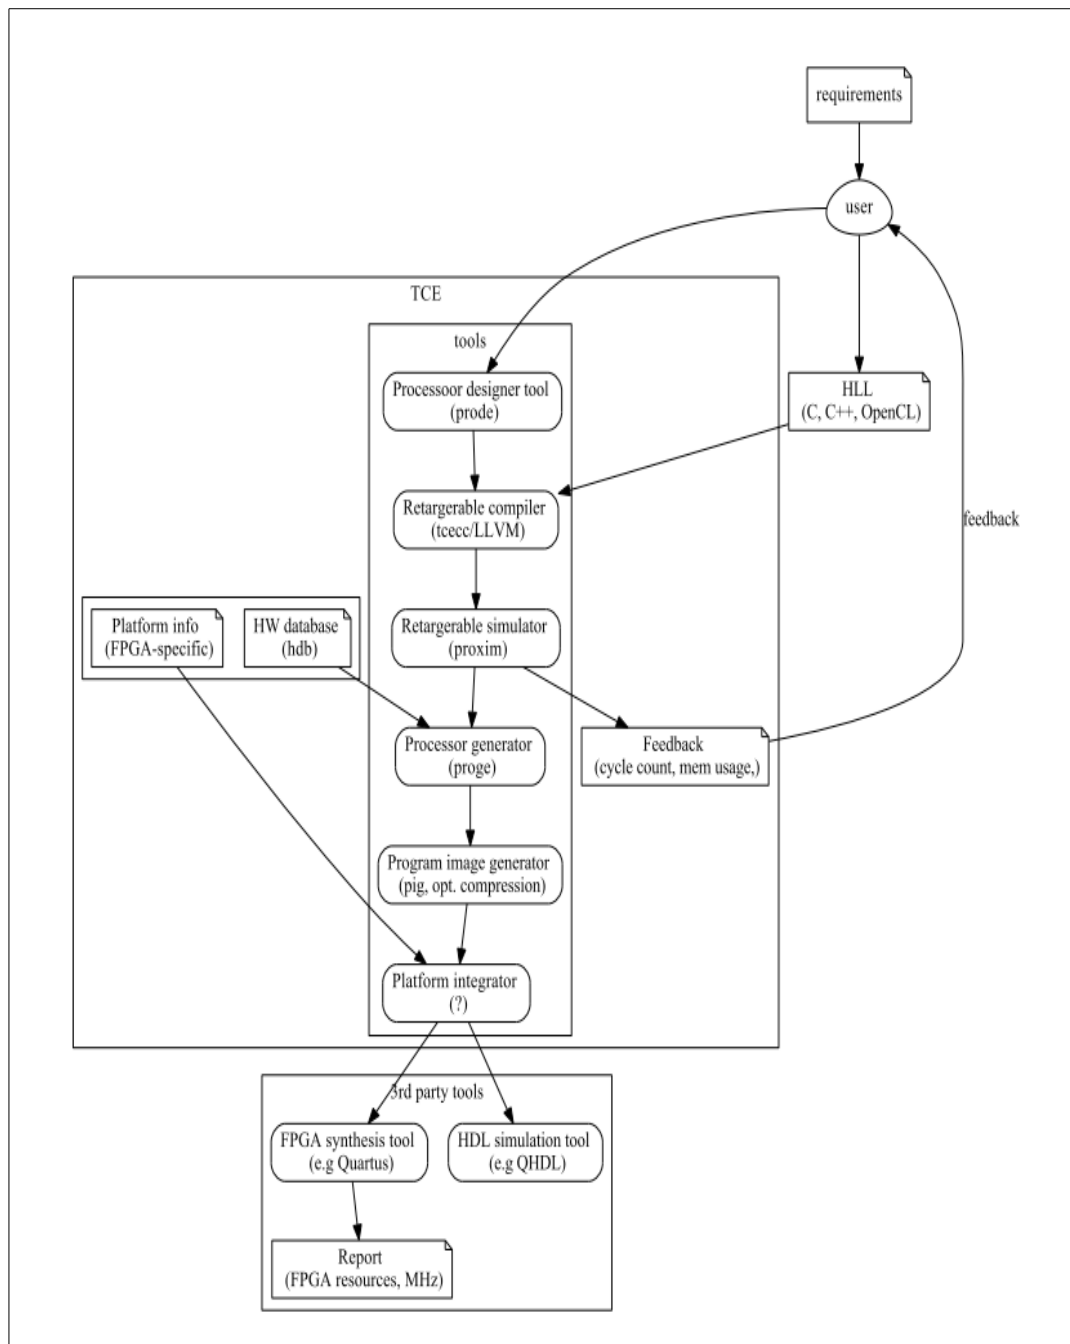 requirements
user
TCE
tools
Processoor designer tool
(prode)
HLL
(C, C++, OpenCL)
Retargerable compiler
(tcecc/LLVM)
feedback
Platform info
(FPGA-specific)
HW database
(hdb)
Retargerable simulator
(proxim)
Processor generator
(proge)
Feedback
(cycle count, mem usage,)
Program image generator
(pig, opt. compression)
Platform integrator
(?)
3rd party tools
FPGA synthesis tool
(e.g Quartus)
HDL simulation tool
(e.g QHDL)
Report
(FPGA resources, MHz)